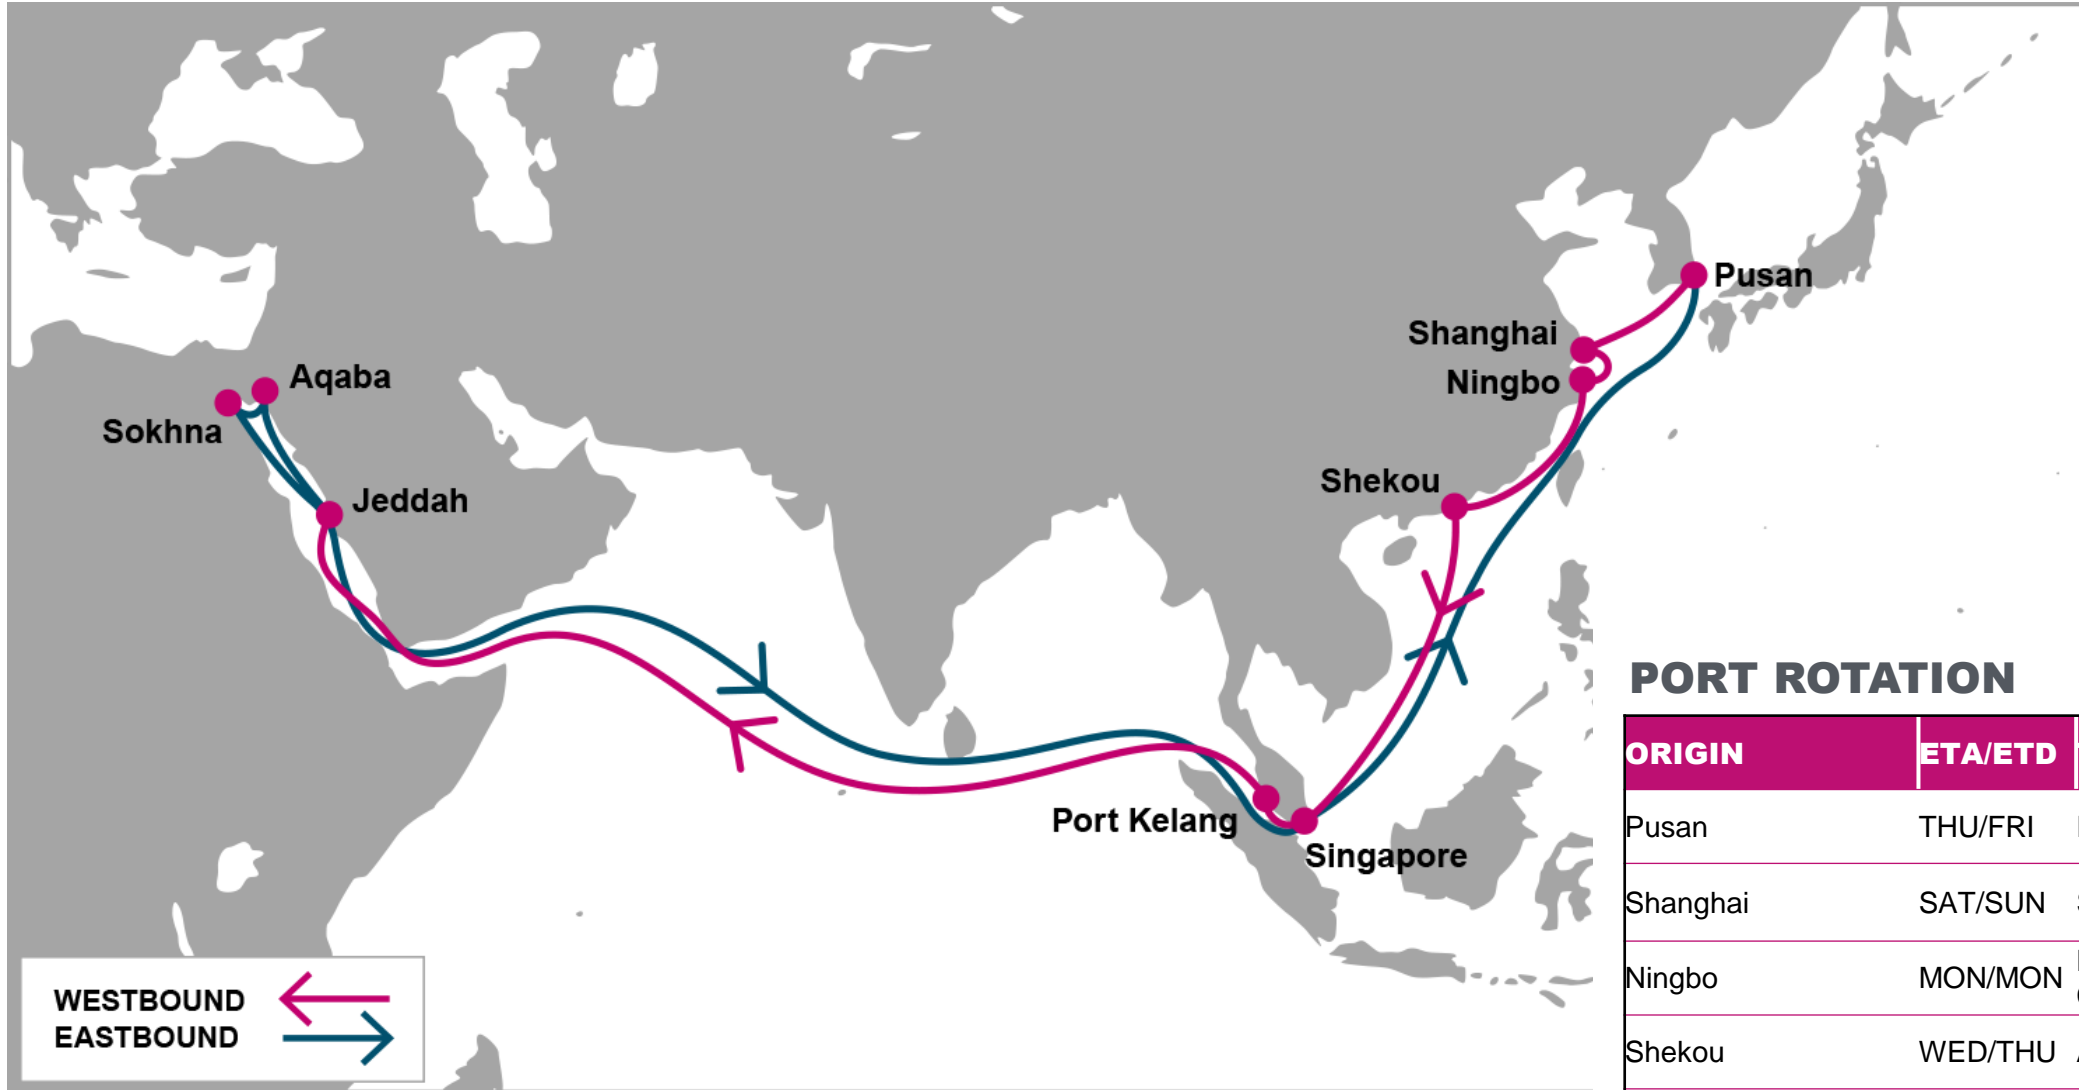 Pusan
Shanghai
Ningbo
Aqaba
Sokhna
Shekou
Jeddah
Port Kelang
Singapore
WESTBOUND
EASTBOUND
PORT ROTATION
ORIGIN ETA/ETD
Pusan THU/FRI
Shanghai SAT/SUN
Ningbo MON/MON
Shekou WED/THU